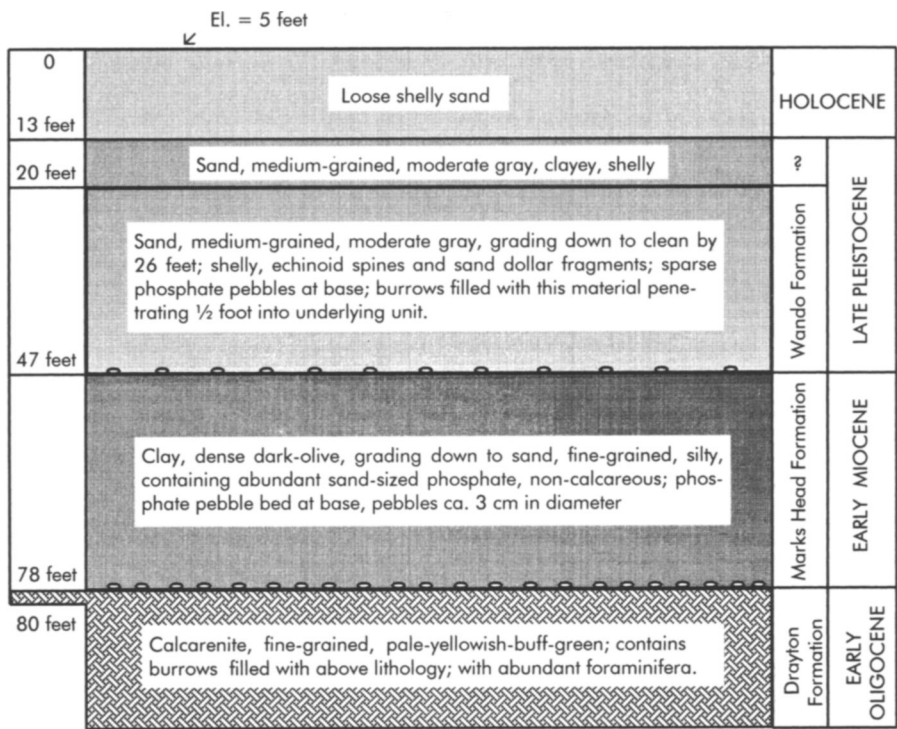 El. = 5 feet
0
13 feet
Loose shelly sand
HOLOCENE
20 feet
Sand, medium-grained, moderate gray, clayey, shelly
?
Sand, medium-grained, moderate gray, grading down to clean by
26 feet; shelly, echinoid spines and sand dollar fragments; sparse
phosphate pebbles at base; burrows filled with this material pene-
trating ½ foot into underlying unit.
47 feet
Wando Formation
LATE PLEISTOCENE
Clay, dense dark-olive, grading down to sand, fine-grained, silty,
containing abundant sand-sized phosphate, non-calcareous; phos-
phate pebble bed at base, pebbles ca. 3 cm in diameter
78 feet
Marks Head Formation
EARLY MIOCENE
80 feet
Calcarenite, fine-grained, pale-yellowish-buff-green; contains
burrows filled with above lithology; with abundant foraminifera.
Drayton
Formation
EARLY
OLIGOCENE